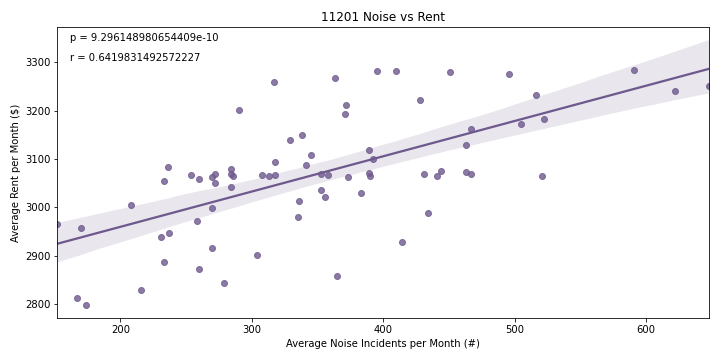 11201 Noise vs Rent
p = 9.296148980654409e-10
r = 0.6419831492572227
3300
3200
3100
3000
2900
2800
Average Rent per Month ($)
200 300 400 500 600
Average Noise Incidents per Month (#)